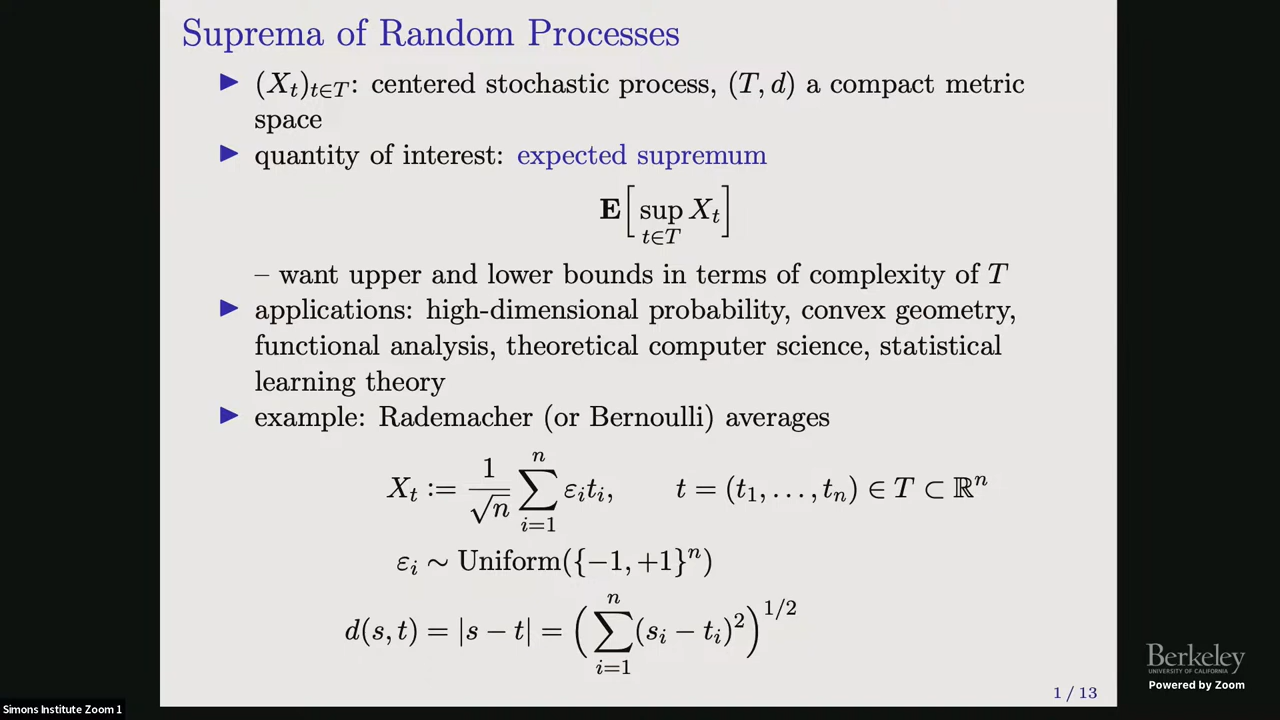 Suprema of Random Processes
▶ (X_t)_{t∈T}: centered stochastic process, (T, d) a compact metric
space
▶ quantity of interest: expected supremum
E[ sup_{t∈T} X_t ]
– want upper and lower bounds in terms of complexity of T
▶ applications: high-dimensional probability, convex geometry,
functional analysis, theoretical computer science, statistical
learning theory
▶ example: Rademacher (or Bernoulli) averages
X_t := \frac{1}{\sqrt{n}} \sum_{i=1}^{n} ε_i t_i, t = (t_1, …, t_n) ∈ T ⊂ ℝ^n
ε_i ∼ Uniform({−1, +1}^n)
d(s, t) = |s − t| = ( \sum_{i=1}^{n} (s_i − t_i)^2 )^{1/2}
1 / 13
Berkeley
UNIVERSITY OF CALIFORNIA
Powered by Zoom
Simons Institute Zoom 1